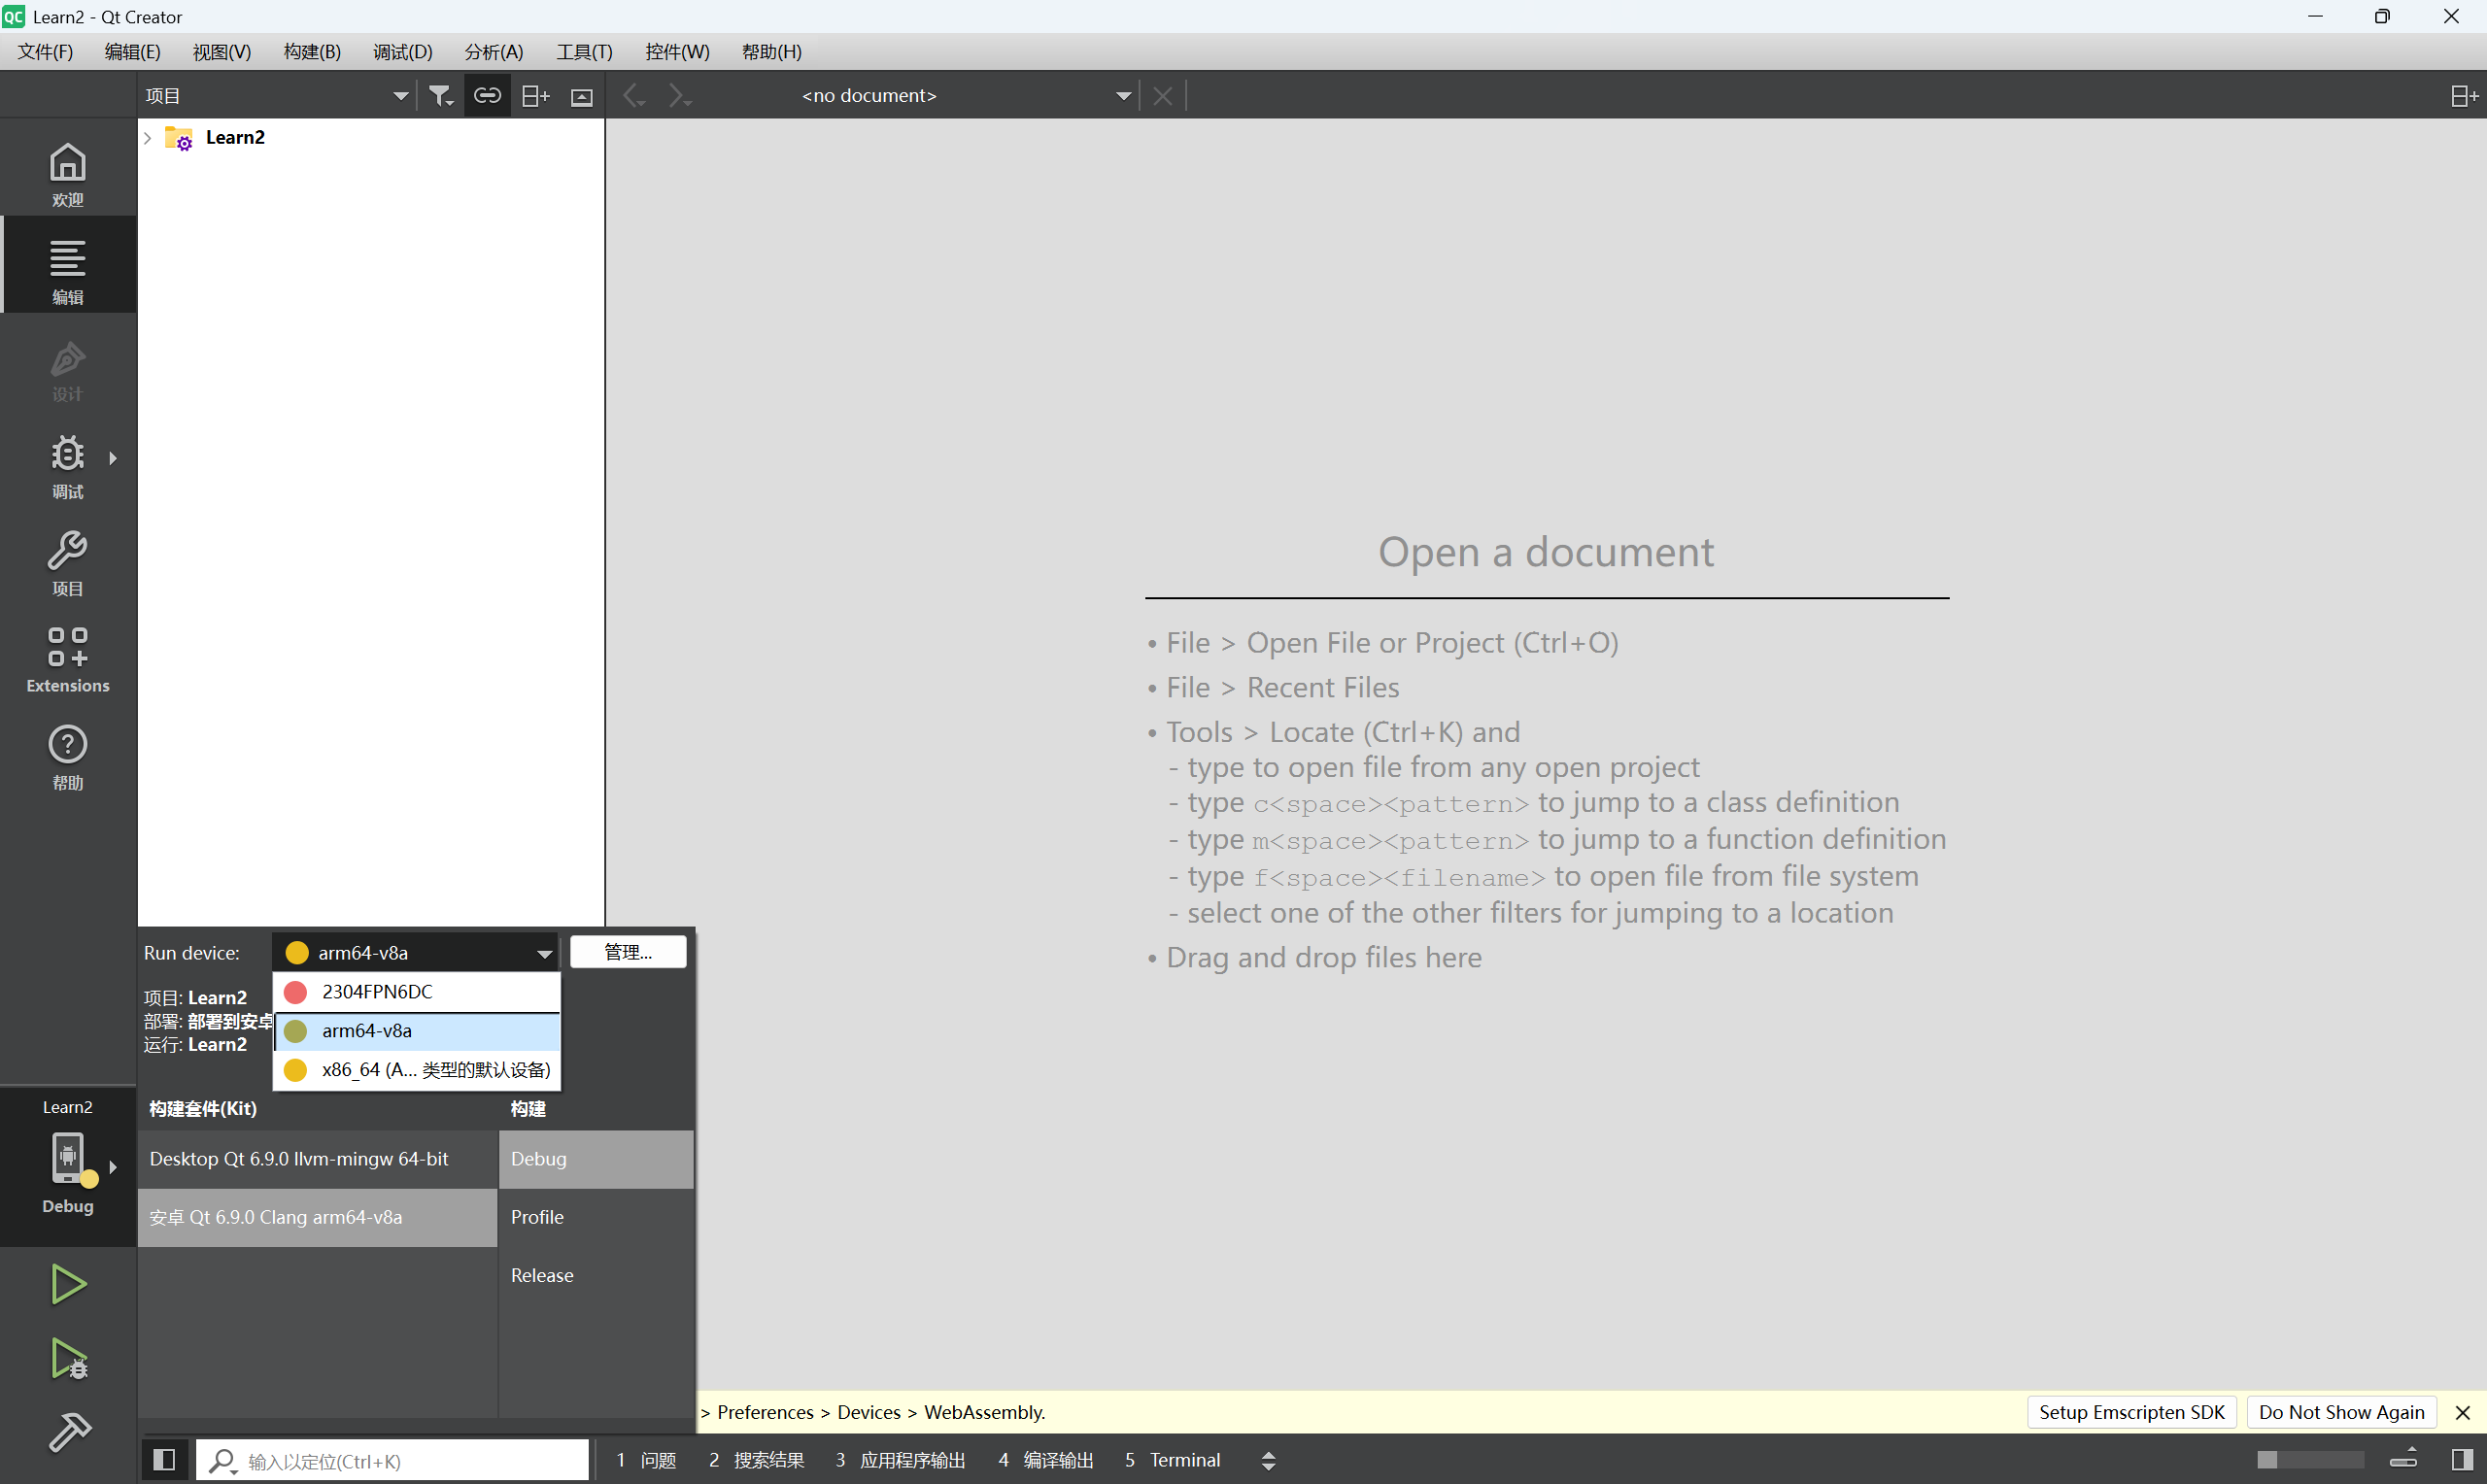 Learn2 - Qt Creator
文件(F) 编辑(E) 视图(V) 构建(B) 调试(D) 分析(A) 工具(T) 控件(W) 帮助(H)
项目
<no document>
Learn2
欢迎
编辑
设计
调试
项目
Extensions
帮助
Open a document
• File > Open File or Project (Ctrl+O)
• File > Recent Files
• Tools > Locate (Ctrl+K) and
- type to open file from any open project
- type c<space><pattern> to jump to a class definition
- type m<space><pattern> to jump to a function definition
- type f<space><filename> to open file from file system
- select one of the other filters for jumping to a location
• Drag and drop files here
Run device: arm64-v8a 管理...
2304FPN6DC
arm64-v8a
x86_64 (A... 类型的默认设备)
项目: Learn2
部署: 部署到安卓
运行: Learn2
构建套件(Kit) 构建
Desktop Qt 6.9.0 llvm-mingw 64-bit
安卓 Qt 6.9.0 Clang arm64-v8a
Debug
Profile
Release
Learn2
Debug
> Preferences > Devices > WebAssembly.
Setup Emscripten SDK Do Not Show Again
输入以定位(Ctrl+K)
1 问题 2 搜索结果 3 应用程序输出 4 编译输出 5 Terminal